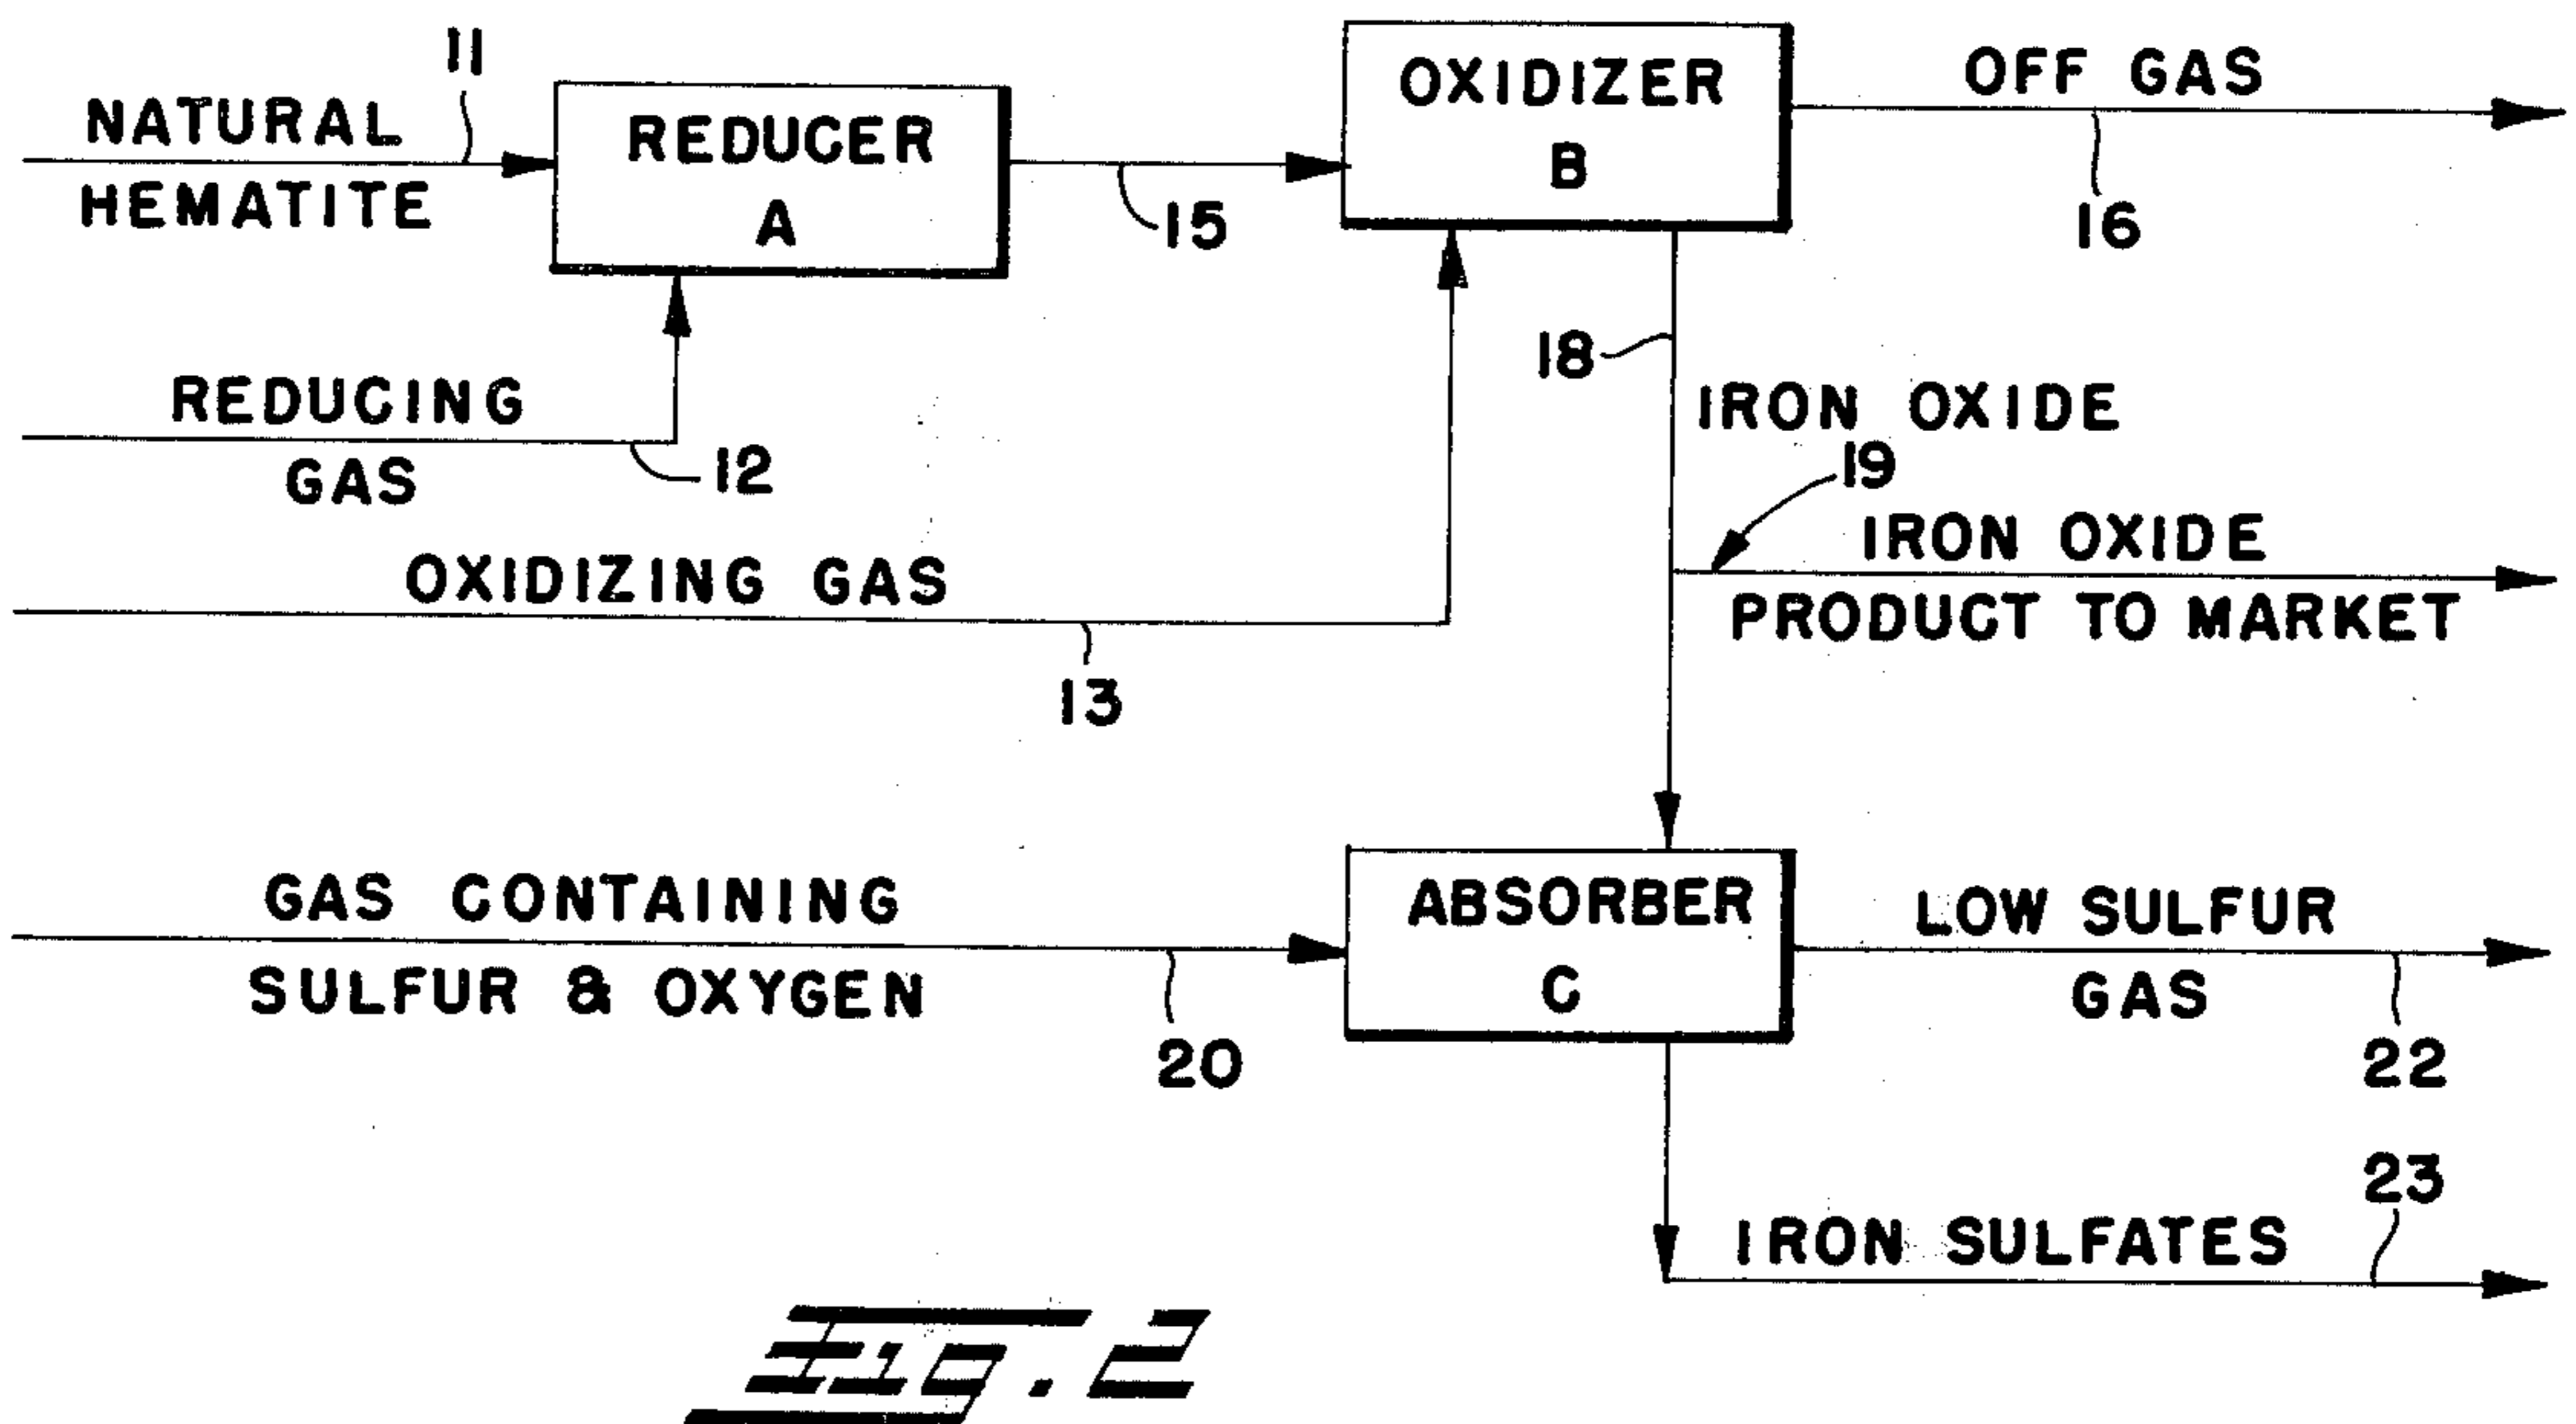 11
NATURAL
HEMATITE
REDUCER
A
15
OXIDIZER
B
OFF GAS
16
REDUCING
GAS
12
18
IRON OXIDE
19
IRON OXIDE
PRODUCT TO MARKET
OXIDIZING GAS
13
GAS CONTAINING
SULFUR & OXYGEN
20
ABSORBER
C
LOW SULFUR
GAS
22
23
IRON SULFATES
FIG. 2